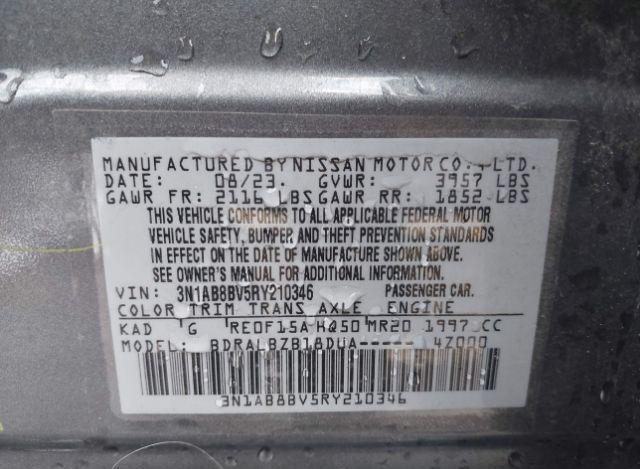 MANUFACTURED BY NISSAN MOTOR CO., LTD.
DATE: 08/23. GVWR: 3957 LBS
GAWR FR: 2116 LBS GAWR RR: 1852 LBS
THIS VEHICLE CONFORMS TO ALL APPLICABLE FEDERAL MOTOR
VEHICLE SAFETY, BUMPER AND THEFT PREVENTION STANDARDS
IN EFFECT ON THE DATE OF MANUFACTURE SHOWN ABOVE.
SEE OWNER'S MANUAL FOR ADDITIONAL INFORMATION.
VIN: 3N1AB8BV5RY210346 PASSENGER CAR.
COLOR TRIM TRANS AXLE ENGINE
KAD G RE0F15A HQ50 MR20 1997 CC
MODEL BDRALBZB18DUA----- 4Z000
3N1AB8BV5RY210346